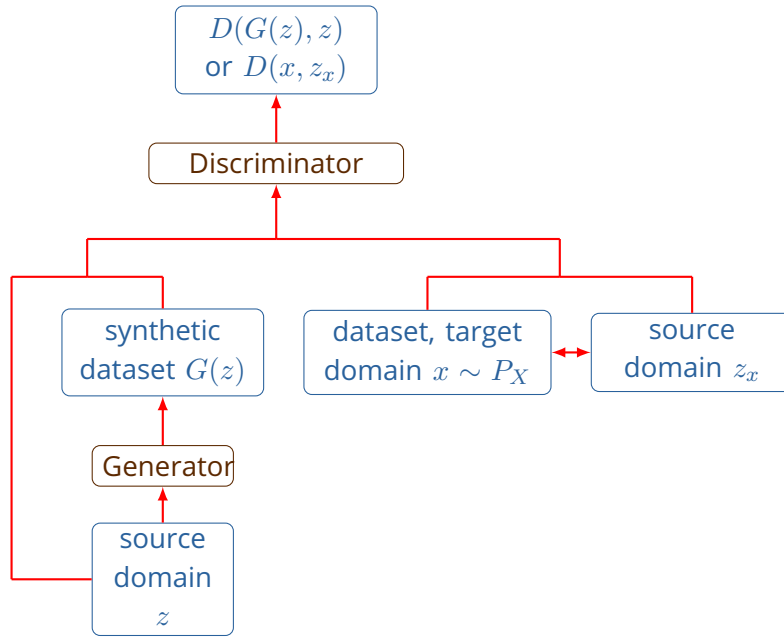 D(G(z), z)
or D(x, z_x)
Discriminator
synthetic
dataset G(z)
dataset, target
domain x ∼ P_X
source
domain z_x
Generator
source
domain
z